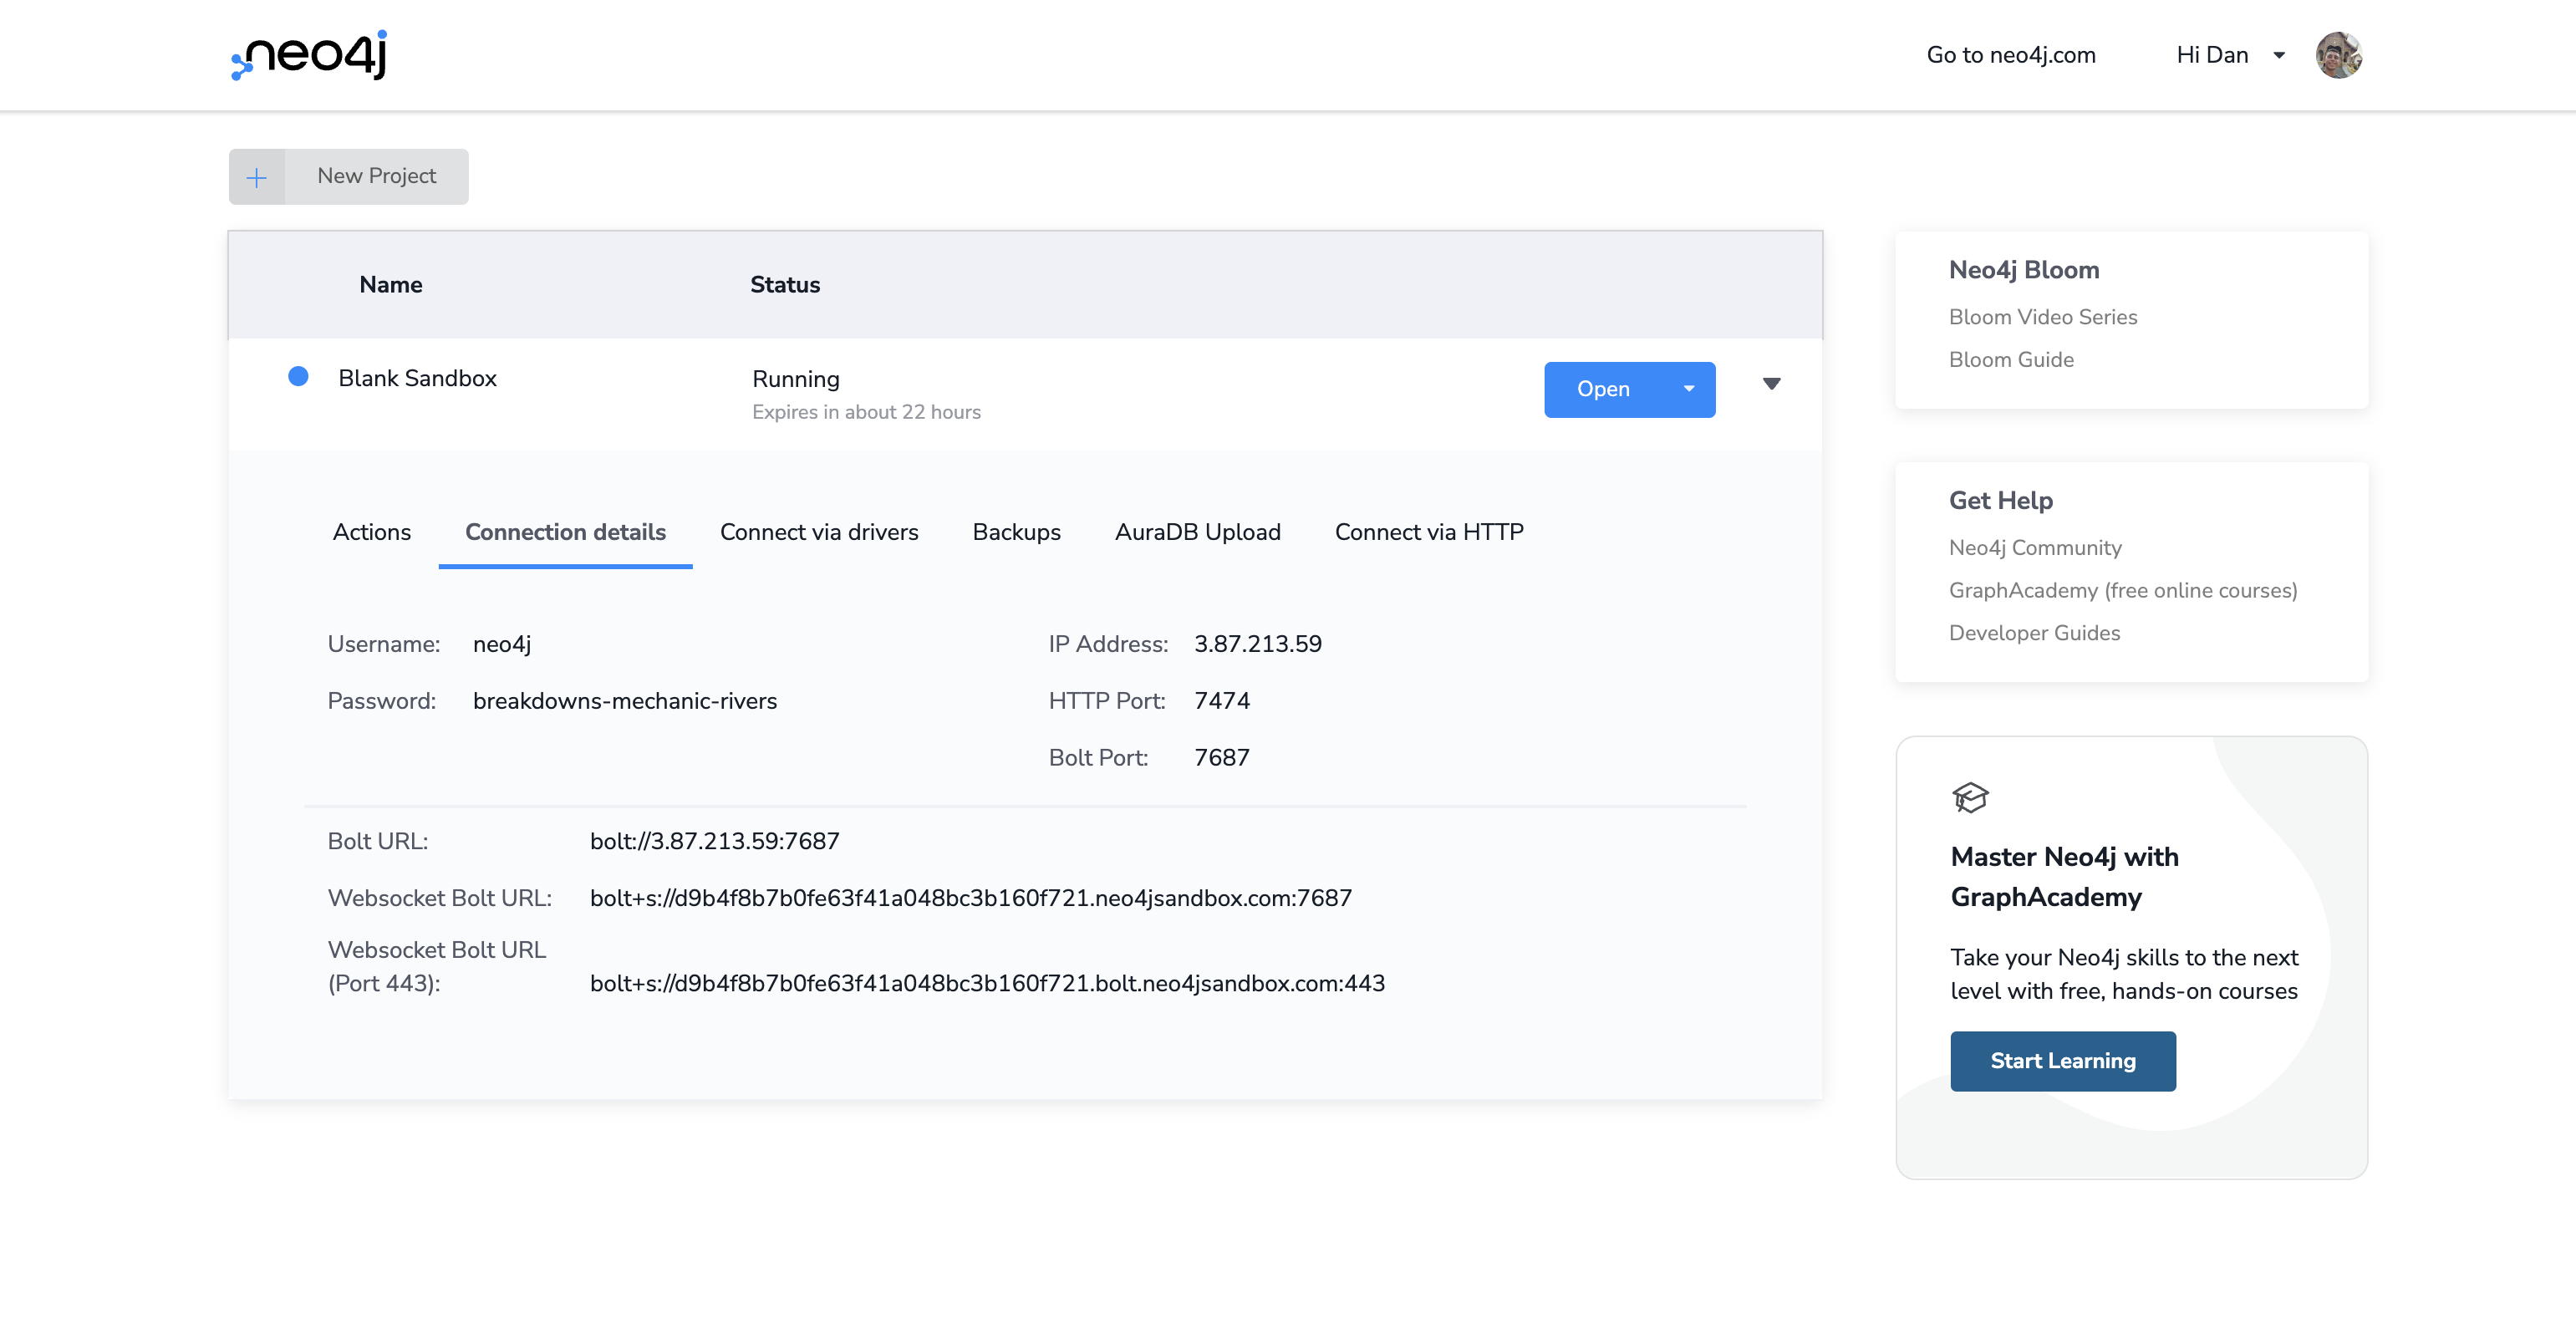 neo4j
Go to neo4j.com
Hi Dan
New Project
Name Status
Blank Sandbox
Running
Expires in about 22 hours
Open
Actions Connection details Connect via drivers Backups AuraDB Upload Connect via HTTP
Username: neo4j
Password: breakdowns-mechanic-rivers
IP Address: 3.87.213.59
HTTP Port: 7474
Bolt Port: 7687
Bolt URL: bolt://3.87.213.59:7687
Websocket Bolt URL: bolt+s://d9b4f8b7b0fe63f41a048bc3b160f721.neo4jsandbox.com:7687
Websocket Bolt URL
(Port 443): bolt+s://d9b4f8b7b0fe63f41a048bc3b160f721.bolt.neo4jsandbox.com:443
Neo4j Bloom
Bloom Video Series
Bloom Guide
Get Help
Neo4j Community
GraphAcademy (free online courses)
Developer Guides
Master Neo4j with
GraphAcademy
Take your Neo4j skills to the next
level with free, hands-on courses
Start Learning